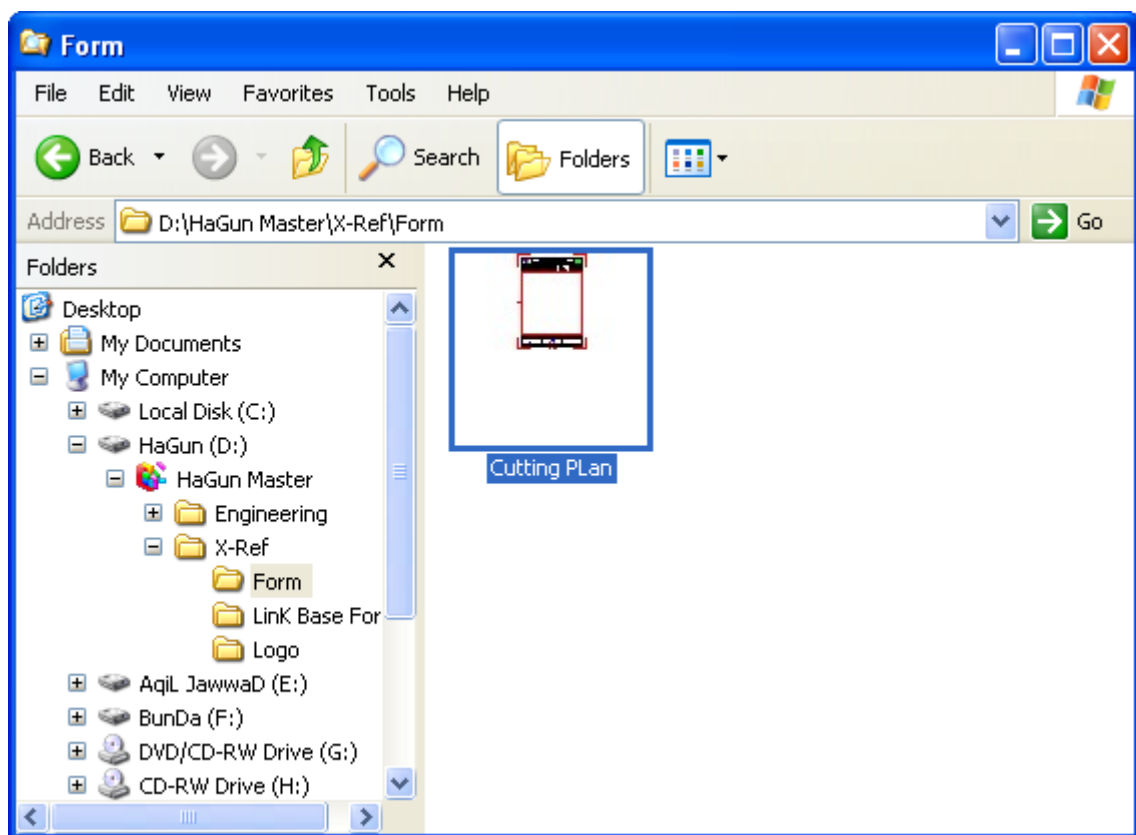 Form
File Edit View Favorites Tools Help
Back Search Folders
Address D:\HaGun Master\X-Ref\Form Go
Folders
Desktop
My Documents
My Computer
Local Disk (C:)
HaGun (D:)
HaGun Master
Engineering
X-Ref
Form
LinK Base For
Logo
AqiL JawwaD (E:)
BunDa (F:)
DVD/CD-RW Drive (G:)
CD-RW Drive (H:)
Cutting PLan